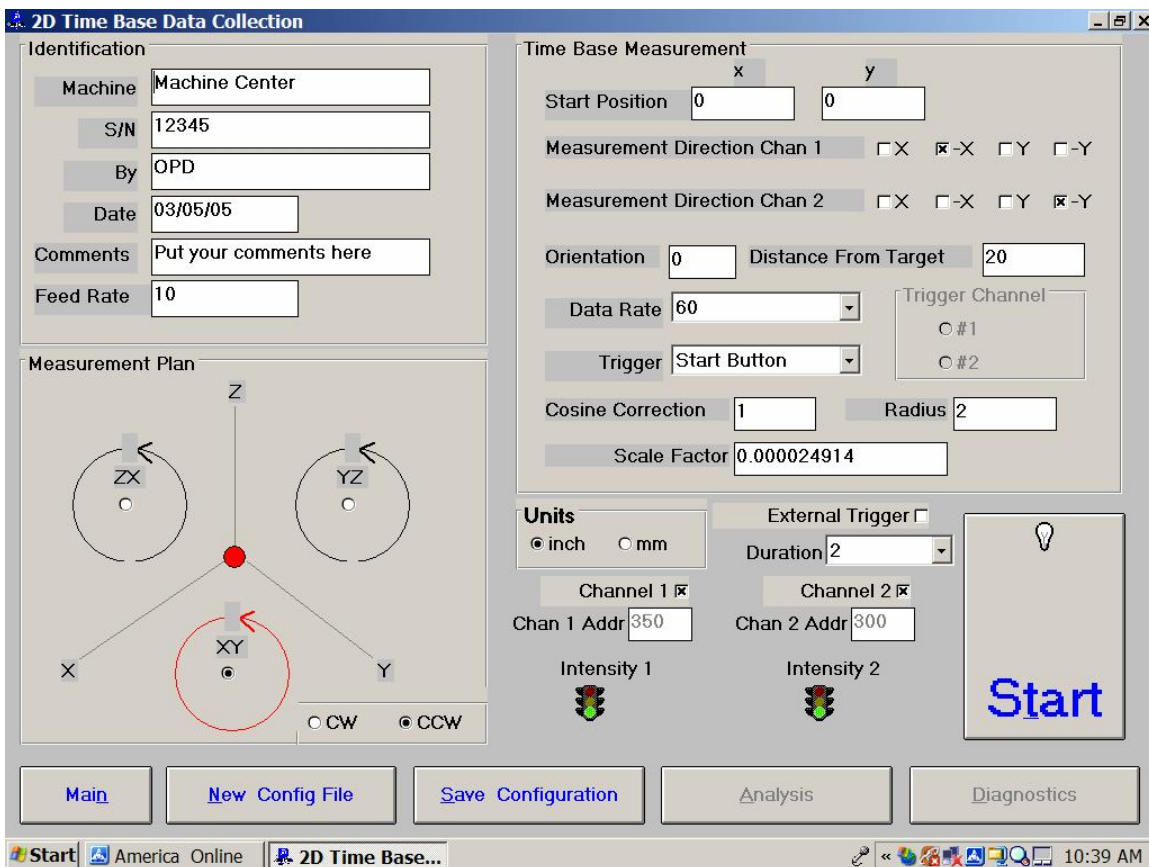 2D Time Base Data Collection
Identification
Machine Machine Center
S/N 12345
By OPD
Date 03/05/05
Comments Put your comments here
Feed Rate 10
Measurement Plan
Z
ZX YZ
XY
X Y
CW CCW
Time Base Measurement
x y
Start Position 0 0
Measurement Direction Chan 1 X -X Y -Y
Measurement Direction Chan 2 X -X Y -Y
Orientation 0 Distance From Target 20
Data Rate 60 Trigger Channel
#1
Trigger Start Button #2
Cosine Correction 1 Radius 2
Scale Factor 0.000024914
Units External Trigger
inch mm Duration 2
Channel 1 Channel 2
Chan 1 Addr 350 Chan 2 Addr 300
Intensity 1 Intensity 2
Start
Main New Config File Save Configuration Analysis Diagnostics
Start America Online 2D Time Base... « 10:39 AM